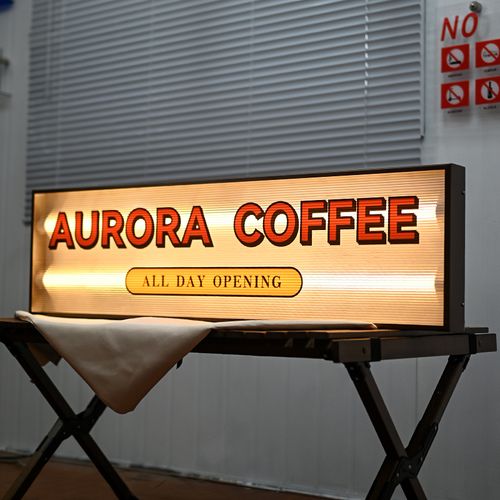 NO
AURORA COFFEE
ALL DAY OPENING